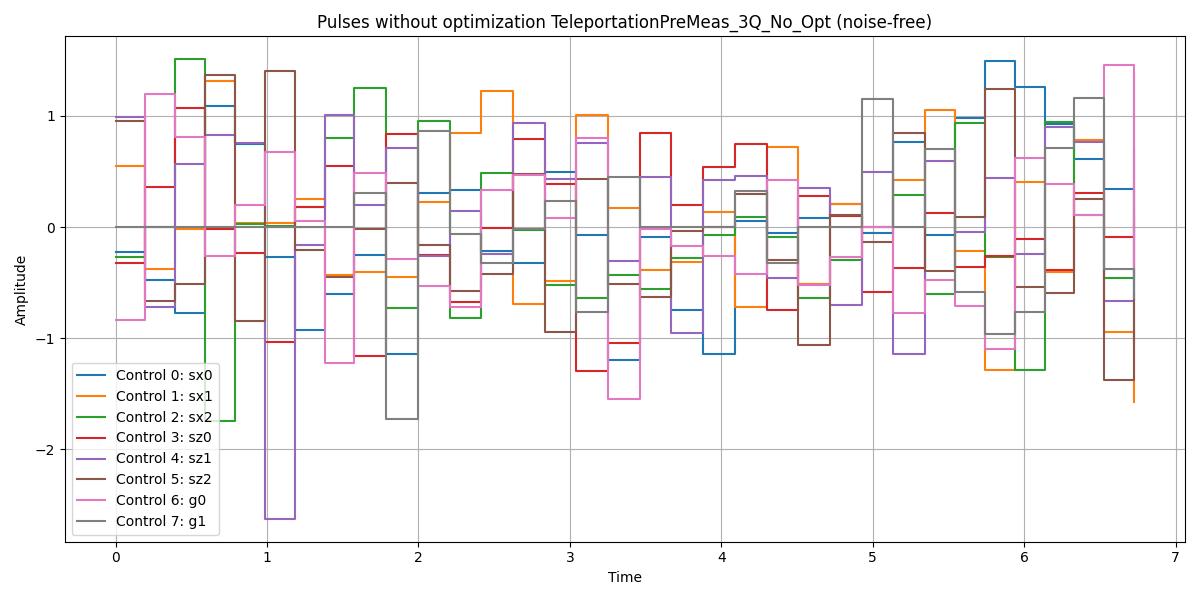 Pulses without optimization TeleportationPreMeas_3Q_No_Opt (noise-free)
Amplitude
1
0
−1
−2
Control 0: sx0
Control 1: sx1
Control 2: sx2
Control 3: sz0
Control 4: sz1
Control 5: sz2
Control 6: g0
Control 7: g1
0 1 2 3 4 5 6 7
Time